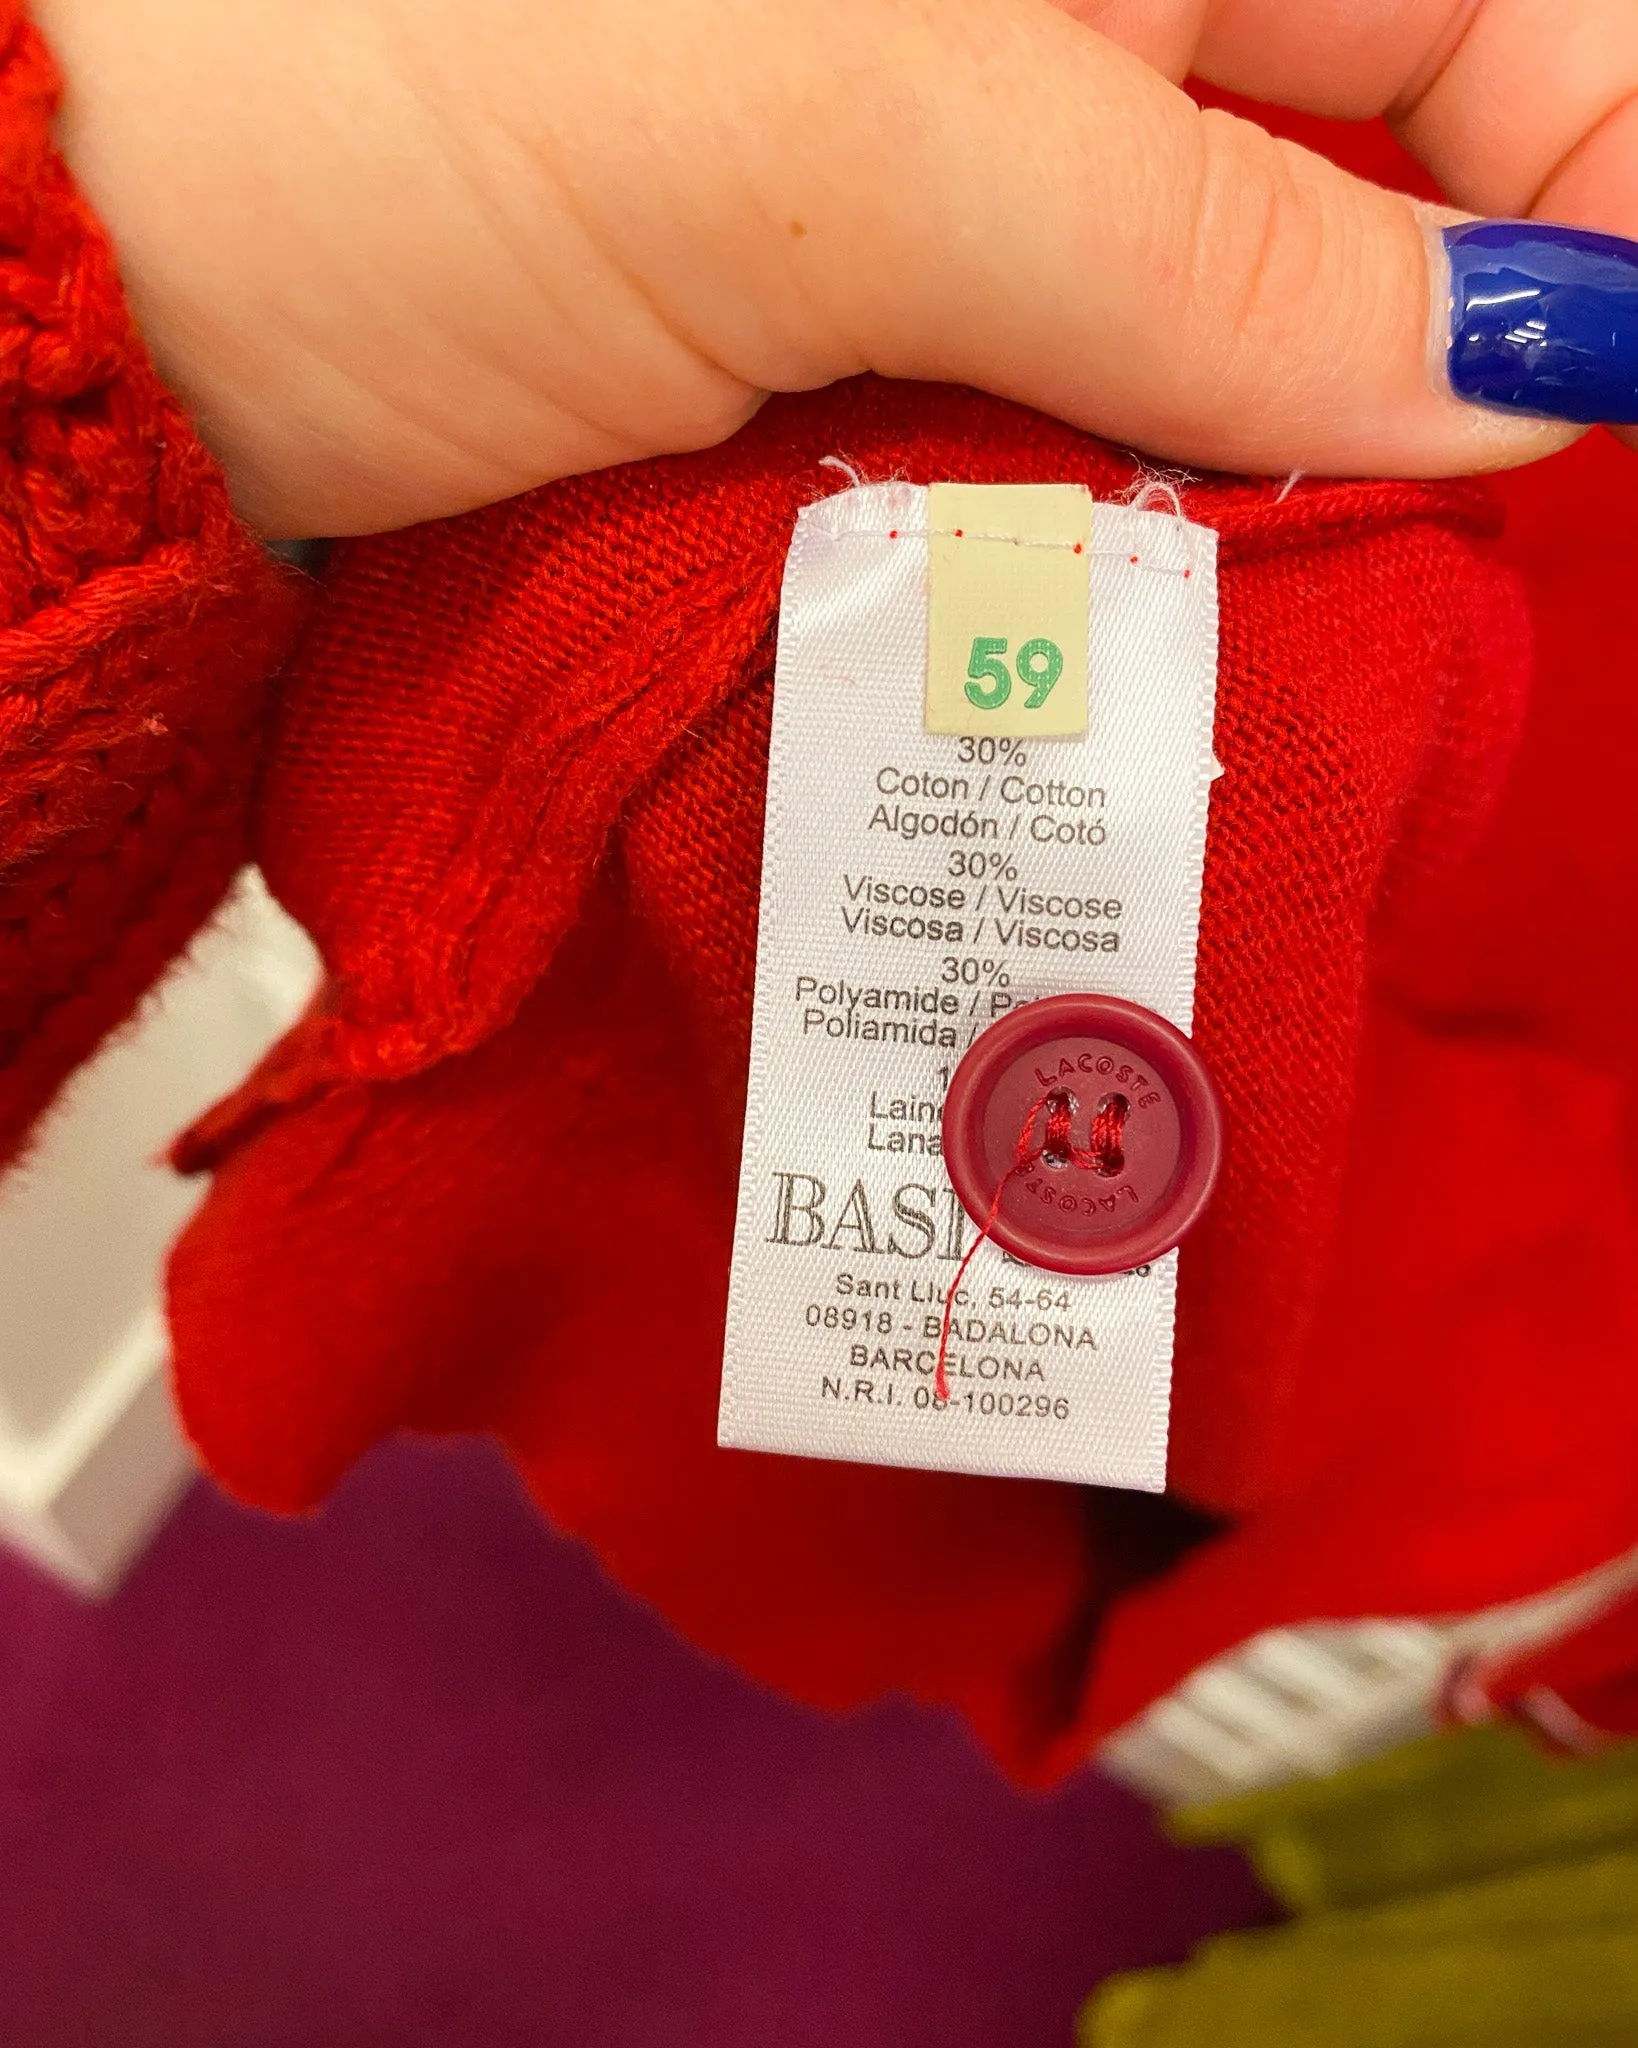 59
30%
Coton / Cotton
Algodón / Cotó
30%
Viscose / Viscose
Viscosa / Viscosa
30%
Polyamide /
Poliamida /
LACOSTE
LACOSTE
Lana
Sant Lluc, 54-64
08918 - BADALONA
BARCELONA
N.R.I. 08-100296